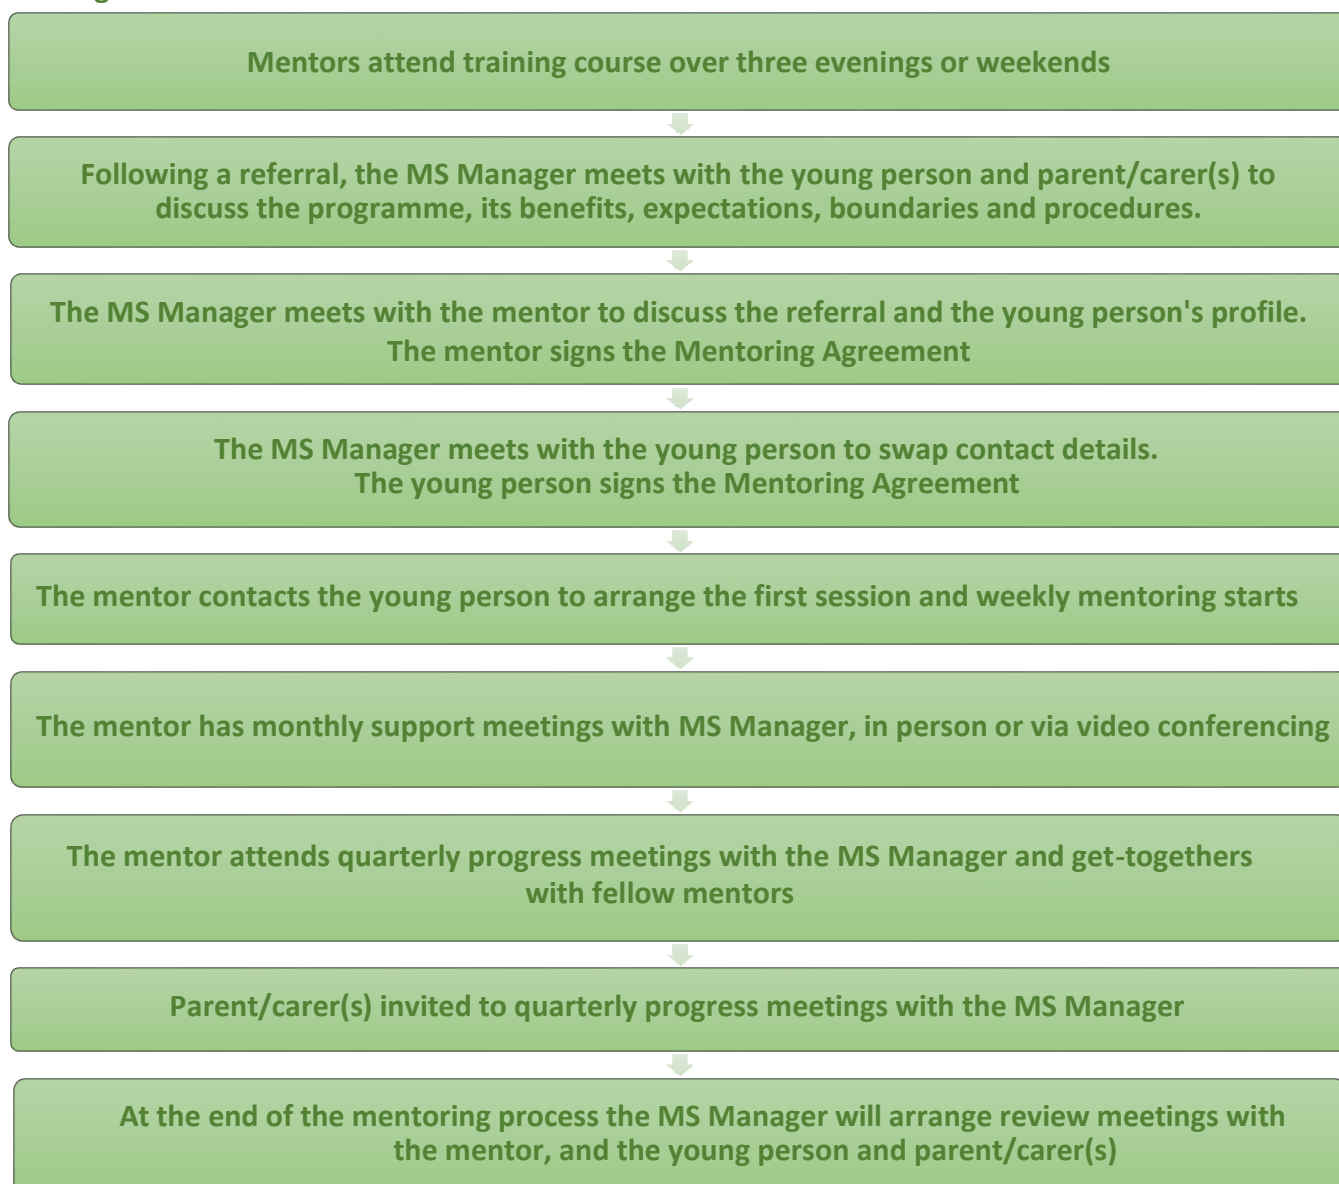 Mentors attend training course over three evenings or weekends
Following a referral, the MS Manager meets with the young person and parent/carer(s) to
discuss the programme, its benefits, expectations, boundaries and procedures.
The MS Manager meets with the mentor to discuss the referral and the young person's profile.
The mentor signs the Mentoring Agreement
The MS Manager meets with the young person to swap contact details.
The young person signs the Mentoring Agreement
The mentor contacts the young person to arrange the first session and weekly mentoring starts
The mentor has monthly support meetings with MS Manager, in person or via video conferencing
The mentor attends quarterly progress meetings with the MS Manager and get-togethers
with fellow mentors
Parent/carer(s) invited to quarterly progress meetings with the MS Manager
At the end of the mentoring process the MS Manager will arrange review meetings with
the mentor, and the young person and parent/carer(s)